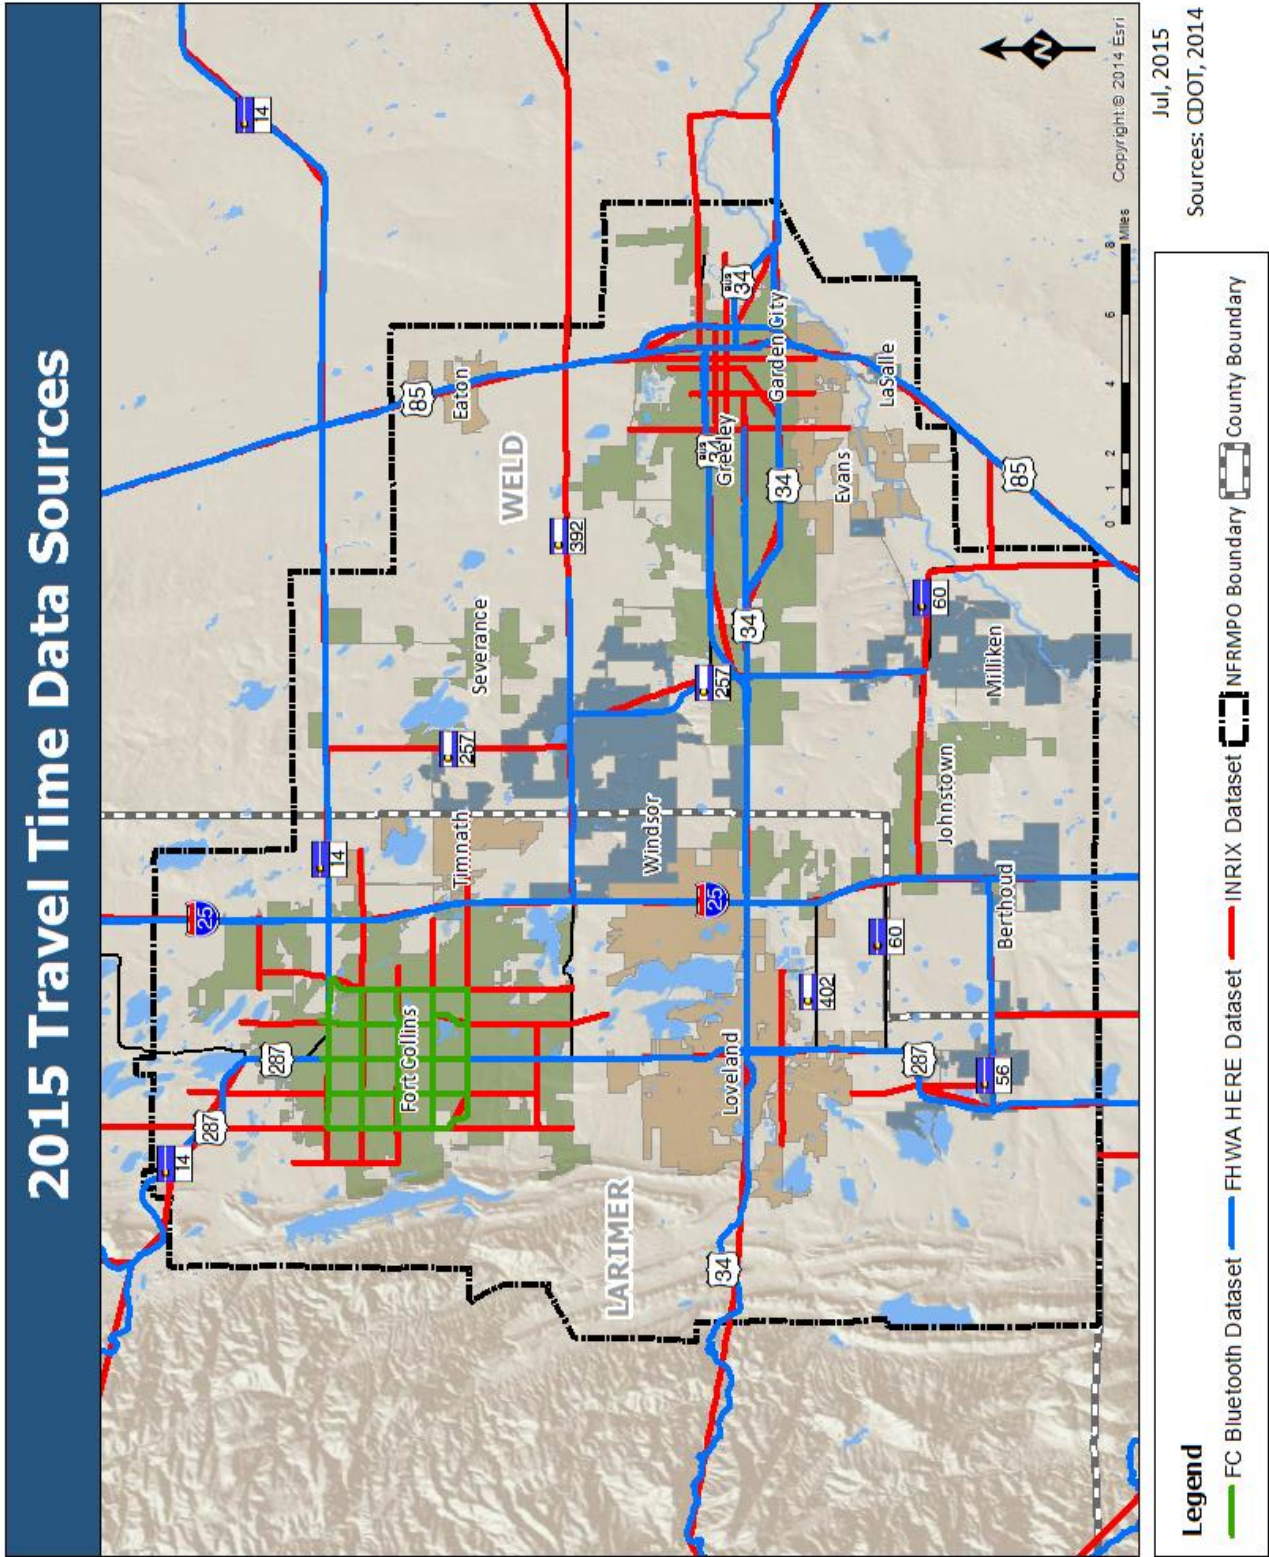 2015 Travel Time Data Sources
14
287
287
14
25
14
257
Fort Collins
Timnath
Severance
85
Eaton
WELD
392
LARIMER
Windsor
34
Loveland
25
257
34
BUS
34
Greeley
BUS
34
34
Garden City
402
60
Evans
LaSalle
287
Johnstown
60
56
Berthoud
Milliken
85
N
0 1 2 4 6 8
Miles
Copyright:© 2014 Esri
Jul, 2015
Sources: CDOT, 2014
Legend
FC Bluetooth Dataset FHWA HERE Dataset INRIX Dataset NFRMPO Boundary County Boundary